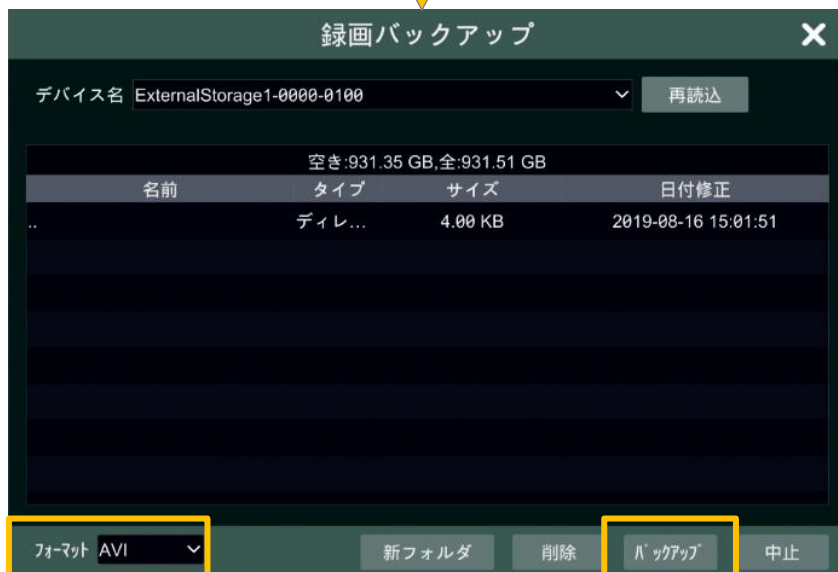 録画バックアップ
デバイス名 ExternalStorage1-0000-0100 再読込
空き:931.35 GB,全:931.51 GB
名前 タイプ サイズ 日付修正
.. ディレ... 4.00 KB 2019-08-16 15:01:51
ﾌｫｰﾏｯﾄ AVI 新フォルダ 削除 ﾊﾞｯｸｱｯﾌﾟ 中止